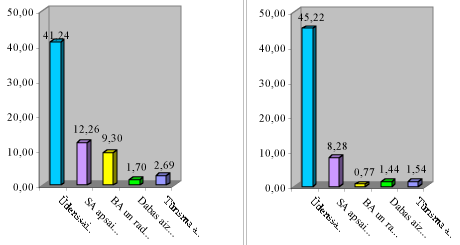 50,00
40,00
30,00
20,00
10,00
0,00
41,24
12,26
9,30
1,70
2,69
Ūdenssai..
SA apsai...
BA un rad...
Dabas aiz...
Tūrisma a..
50,00
40,00
30,00
20,00
10,00
0,00
45,22
8,28
0,77
1,44
1,54
Ūdenssai..
SA apsai...
BA un ra...
Dabas aiz...
Tūrisma a..